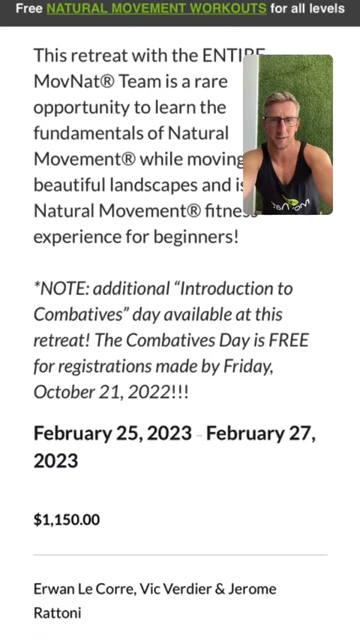 Free NATURAL MOVEMENT WORKOUTS for all levels
This retreat with the ENTIRE
MovNat® Team is a rare
opportunity to learn the
fundamentals of Natural
Movement® while moving
beautiful landscapes and is
Natural Movement® fitness
experience for beginners!
*NOTE: additional “Introduction to
Combatives” day available at this
retreat! The Combatives Day is FREE
for registrations made by Friday,
October 21, 2022!!!
February 25, 2023 - February 27,
2023
$1,150.00
Erwan Le Corre, Vic Verdier & Jerome
Rattoni